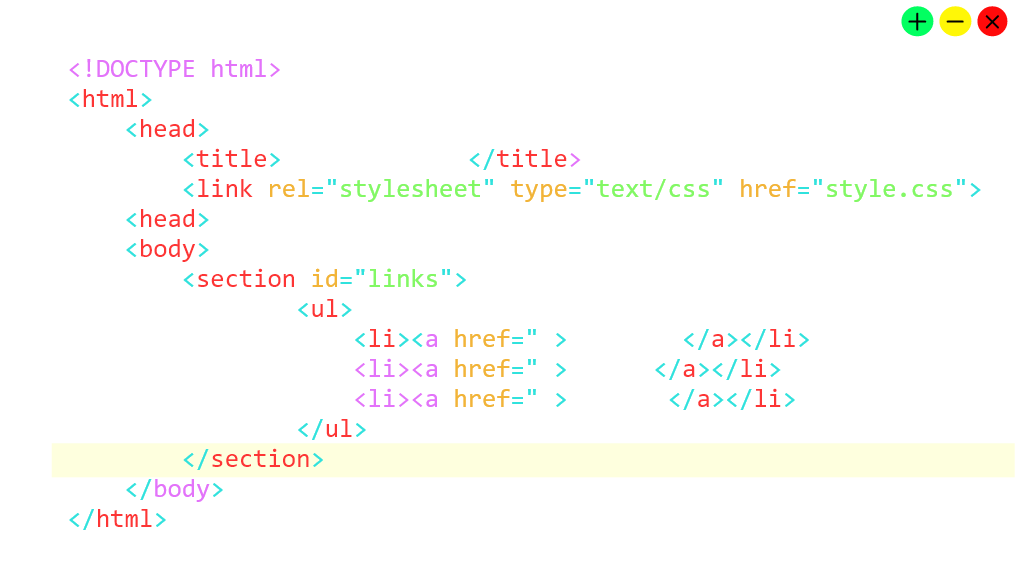 <!DOCTYPE html>
<html>
    <head>
        <title>             </title>
        <link rel="stylesheet" type="text/css" href="style.css">
    <head>
    <body>
        <section id="links">
                <ul>
                    <li><a href=" >        </a></li>
                    <li><a href=" >      </a></li>
                    <li><a href=" >       </a></li>
                </ul>
        </section>
    </body>
</html>